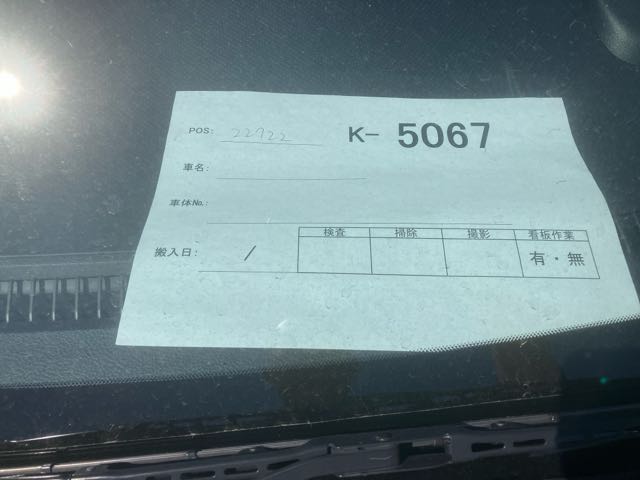 POS: 22722 K- 5067
車名:
車体No.:
検査 掃除 撮影 看板作業
搬入日: / 有・無